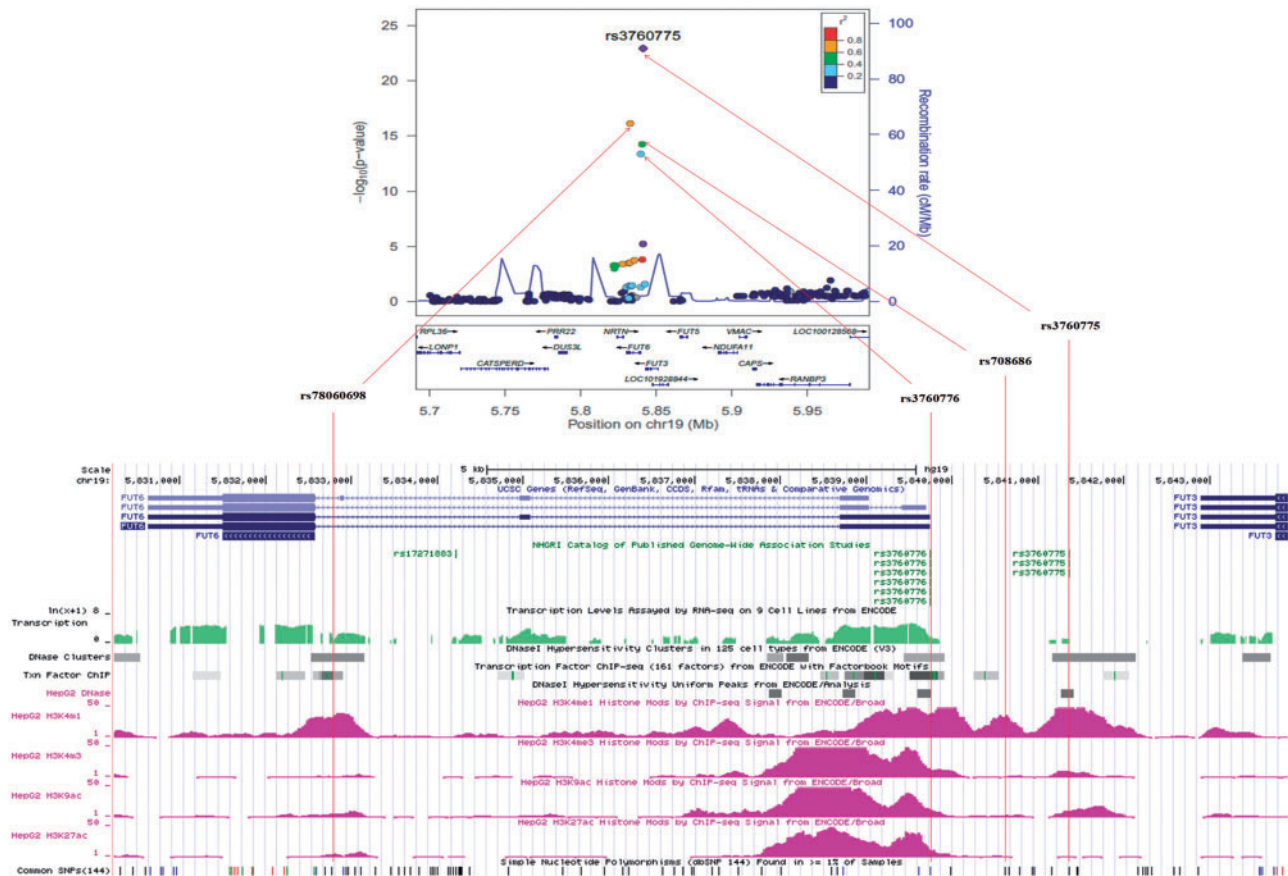 rs3760775
r²
0.8
0.6
0.4
0.2
25
20
15
10
5
0
−log10(p−value)
100
80
60
40
20
0
Recombination rate (cM/Mb)
RPL36 PRR22 NRTN FUT5 VMAC LOC100128568
LONP1 DUS3L FUT6 NDUFA11
CATSPERD FUT3 CAPS
LOC101928844 RANBP3
5.7 5.75 5.8 5.85 5.9 5.95
Position on chr19 (Mb)
rs3760775
rs708686
rs78060698
rs3760776
Scale 5 kb hg19
chr19: 5,831,000 5,832,000 5,833,000 5,834,000 5,835,000 5,836,000 5,837,000 5,838,000 5,839,000 5,840,000 5,841,000 5,842,000 5,843,000
UCSC Genes (RefSeq, GenBank, CCDS, Rfam, tRNAs & Comparative Genomics)
FUT6 FUT3
FUT6 FUT3
FUT6 FUT3
FUT6 FUT3
FUT6 FUT3
NHGRI Catalog of Published Genome-Wide Association Studies
rs17271883 rs3760776 rs3760775
rs3760776 rs3760775
rs3760776 rs3760775
rs3760776
rs3760776
rs3760776
Transcription Levels Assayed by RNA-seq on 9 Cell Lines from ENCODE
ln(x+1) 8
Transcription
0
DNaseI Hypersensitivity Clusters in 125 cell types from ENCODE (V3)
DNase Clusters
Transcription Factor ChIP-seq (161 factors) from ENCODE with Factorbook Motifs
Txn Factor ChIP
DNaseI Hypersensitivity Uniform Peaks from ENCODE/Analysis
HepG2 DNase
HepG2 H3K4me1 Histone Mods by ChIP-seq Signal from ENCODE/Broad
50
HepG2 H3K4m1
1
HepG2 H3K4me3 Histone Mods by ChIP-seq Signal from ENCODE/Broad
50
HepG2 H3K4m3
1
HepG2 H3K9ac Histone Mods by ChIP-seq Signal from ENCODE/Broad
50
HepG2 H3K9ac
1
HepG2 H3K27ac Histone Mods by ChIP-seq Signal from ENCODE/Broad
50
HepG2 H3K27ac
1
Simple Nucleotide Polymorphisms (dbSNP 144) Found in >= 1% of Samples
Common SNPs(144)